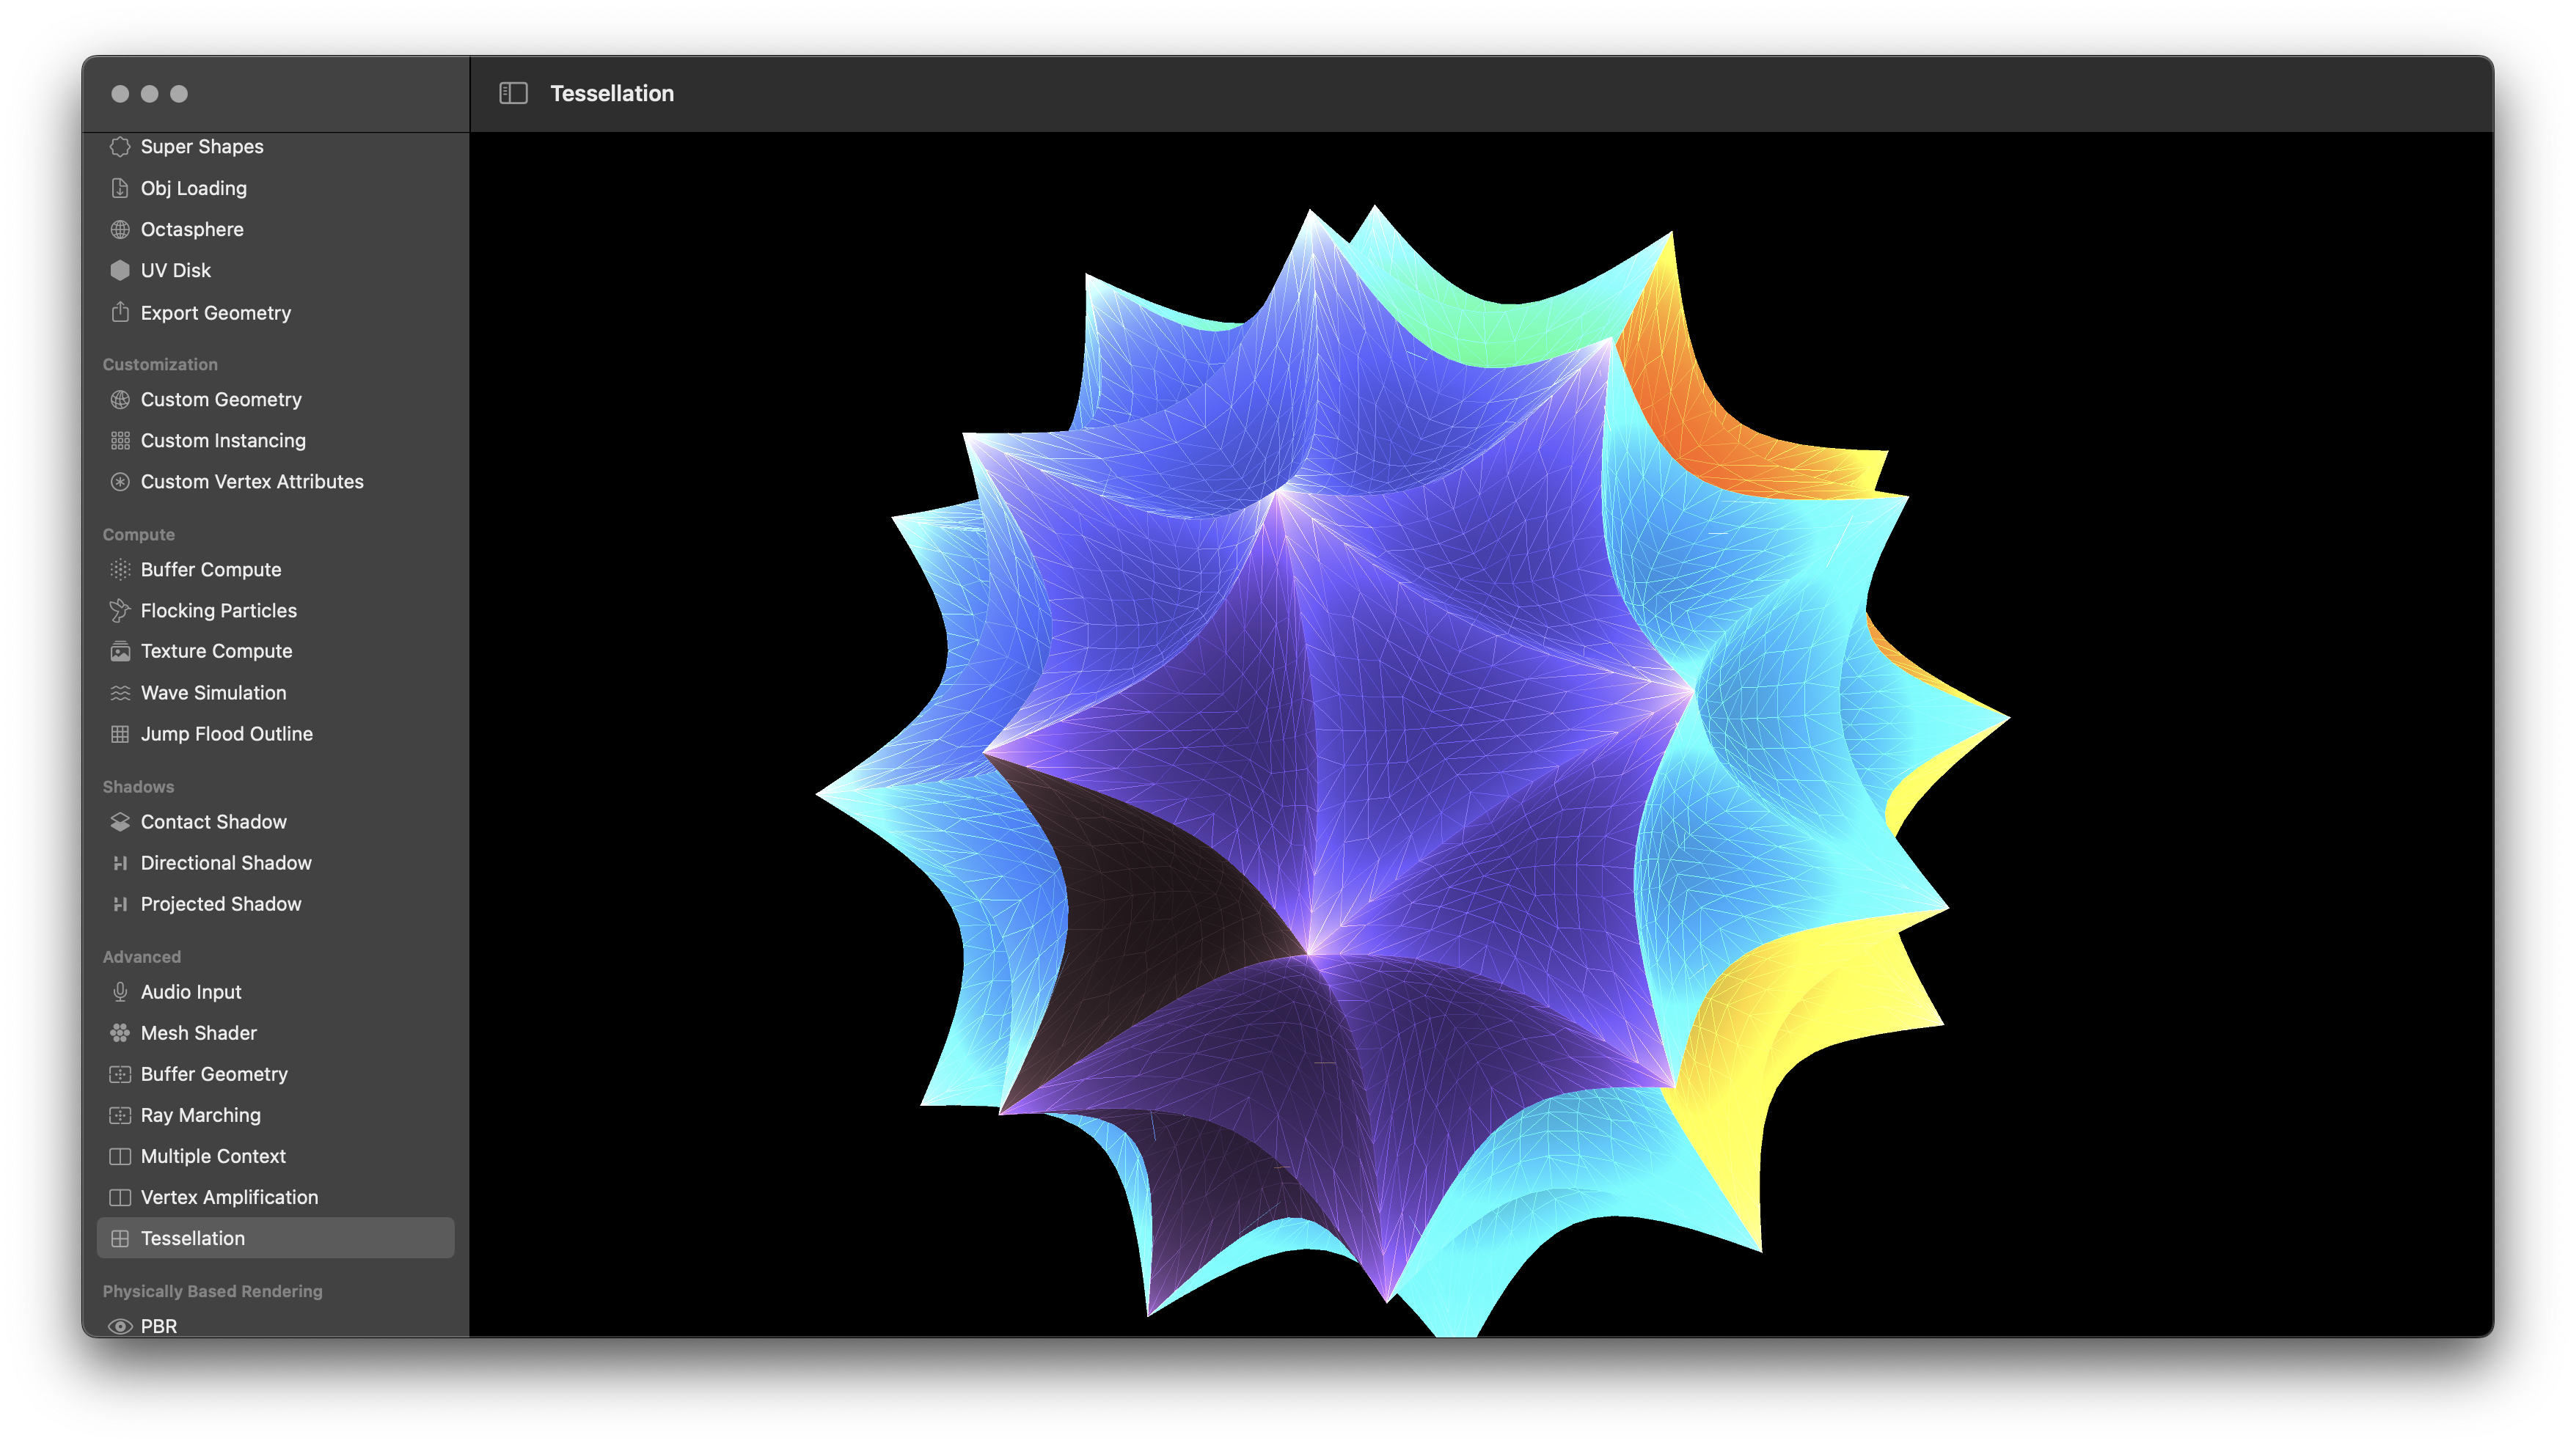 Tessellation
Super Shapes
Obj Loading
Octasphere
UV Disk
Export Geometry
Customization
Custom Geometry
Custom Instancing
Custom Vertex Attributes
Compute
Buffer Compute
Flocking Particles
Texture Compute
Wave Simulation
Jump Flood Outline
Shadows
Contact Shadow
Directional Shadow
Projected Shadow
Advanced
Audio Input
Mesh Shader
Buffer Geometry
Ray Marching
Multiple Context
Vertex Amplification
Tessellation
Physically Based Rendering
PBR